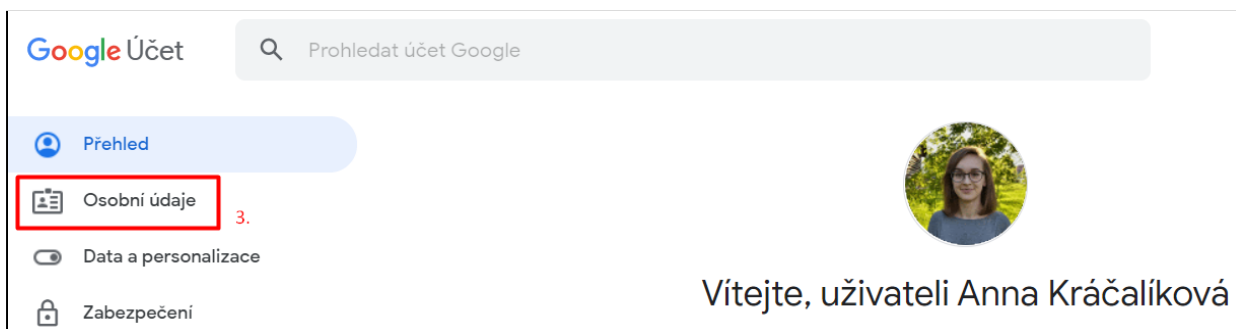 Google Účet
Prohledat účet Google
Přehled
Osobní údaje
3.
Data a personalizace
Zabezpečení
Vítejte, uživateli Anna Kráčalíková